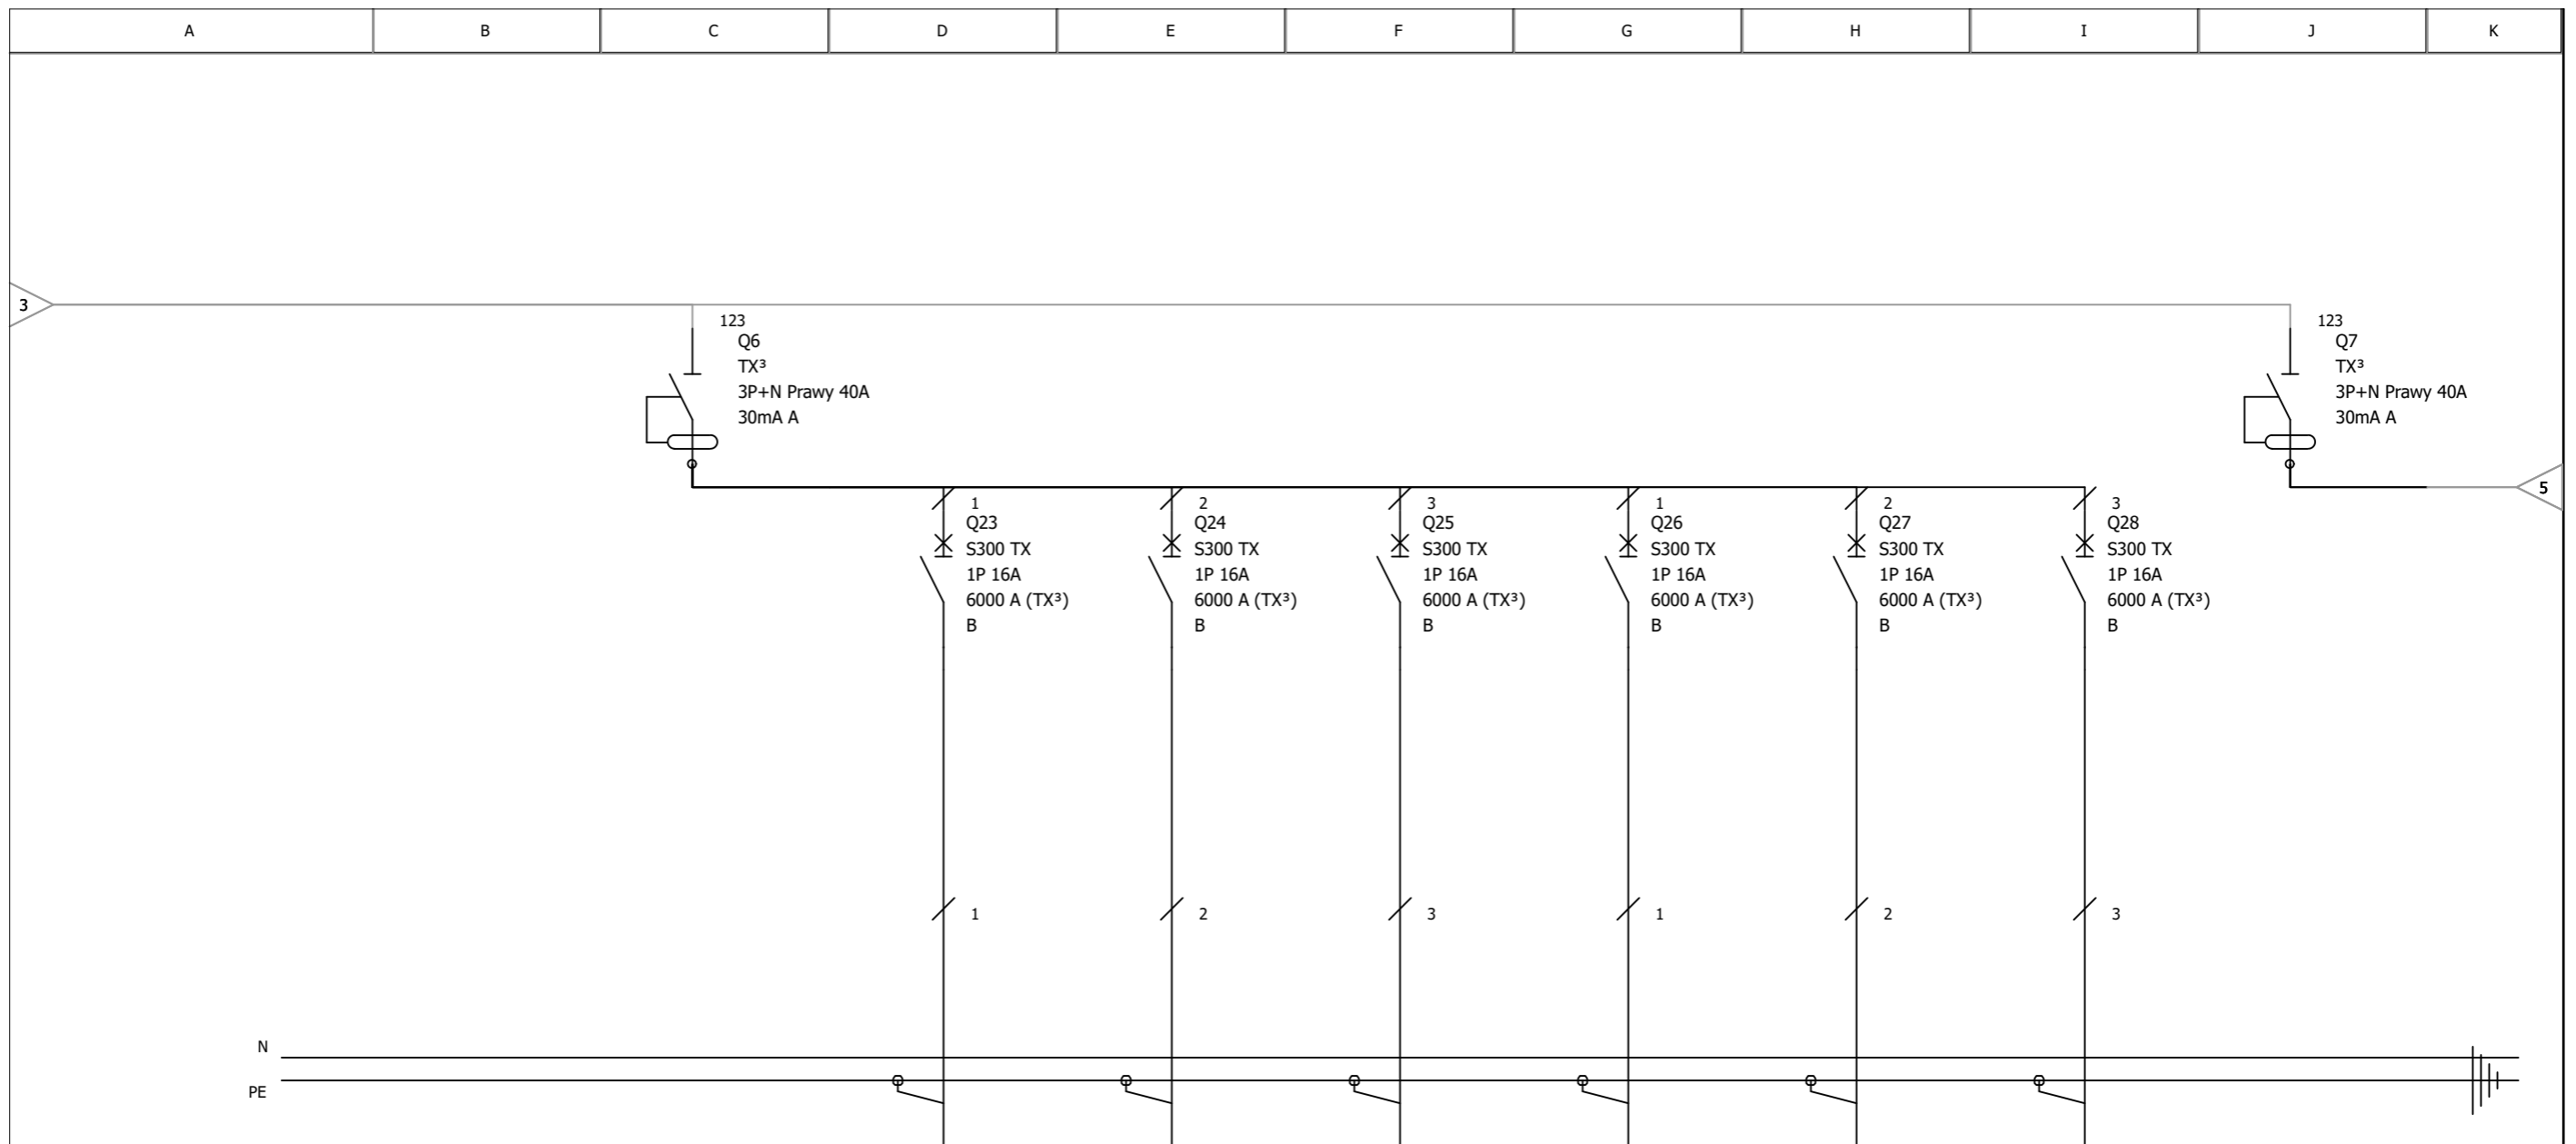 A
B
C
D
E
F
G
H
I
J
K
3
123
Q6
TX³
3P+N Prawy 40A
30mA A
123
Q7
TX³
3P+N Prawy 40A
30mA A
5
1
Q23
S300 TX
1P 16A
6000 A (TX³)
B
2
Q24
S300 TX
1P 16A
6000 A (TX³)
B
3
Q25
S300 TX
1P 16A
6000 A (TX³)
B
1
Q26
S300 TX
1P 16A
6000 A (TX³)
B
2
Q27
S300 TX
1P 16A
6000 A (TX³)
B
3
Q28
S300 TX
1P 16A
6000 A (TX³)
B
1
2
3
1
2
3
N
PE